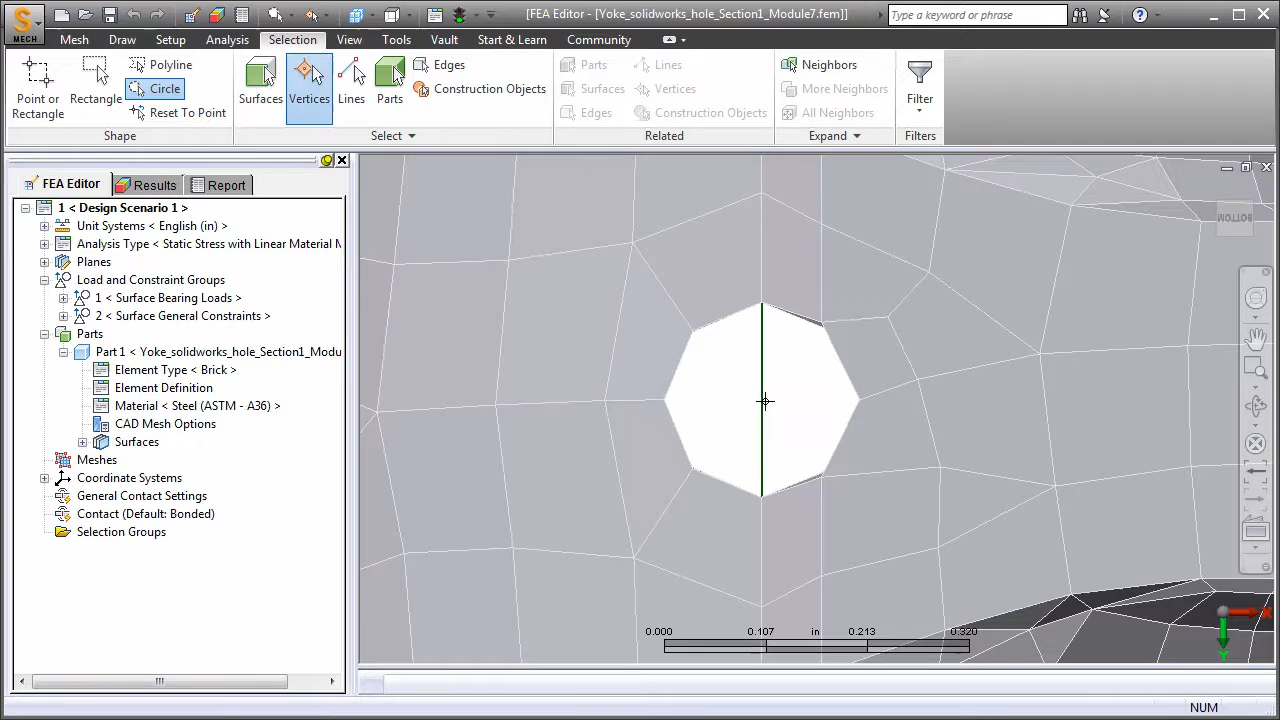 [FEA Editor - [Yoke_solidworks_hole_Section1_Module7.fem]]
Type a keyword or phrase
MECH
Mesh Draw Setup Analysis Selection View Tools Vault Start & Learn Community
Point or Rectangle
Rectangle
Polyline
Circle
Reset To Point
Shape
Surfaces
Vertices
Lines
Parts
Edges
Construction Objects
Select
Parts
Surfaces
Edges
Lines
Vertices
Construction Objects
Related
Neighbors
More Neighbors
All Neighbors
Expand
Filter
Filters
FEA Editor Results Report
1 < Design Scenario 1 >
Unit Systems < English (in) >
Analysis Type < Static Stress with Linear Material M
Planes
Load and Constraint Groups
1 < Surface Bearing Loads >
2 < Surface General Constraints >
Parts
Part 1 < Yoke_solidworks_hole_Section1_Modu
Element Type < Brick >
Element Definition
Material < Steel (ASTM - A36) >
CAD Mesh Options
Surfaces
Meshes
Coordinate Systems
General Contact Settings
Contact (Default: Bonded)
Selection Groups
BOTTOM
0.000 0.107 in 0.213 0.320
X
Y
NUM